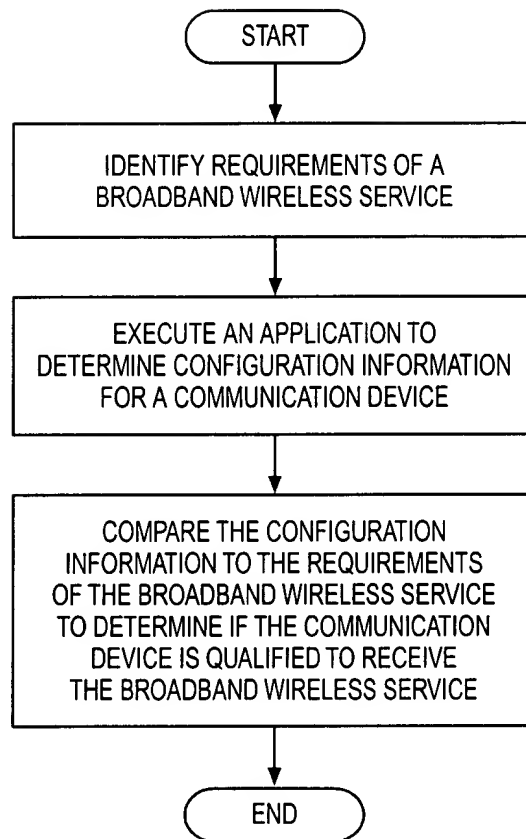 START
IDENTIFY REQUIREMENTS OF A
BROADBAND WIRELESS SERVICE
EXECUTE AN APPLICATION TO
DETERMINE CONFIGURATION INFORMATION
FOR A COMMUNICATION DEVICE
COMPARE THE CONFIGURATION
INFORMATION TO THE REQUIREMENTS
OF THE BROADBAND WIRELESS SERVICE
TO DETERMINE IF THE COMMUNICATION
DEVICE IS QUALIFIED TO RECEIVE
THE BROADBAND WIRELESS SERVICE
END